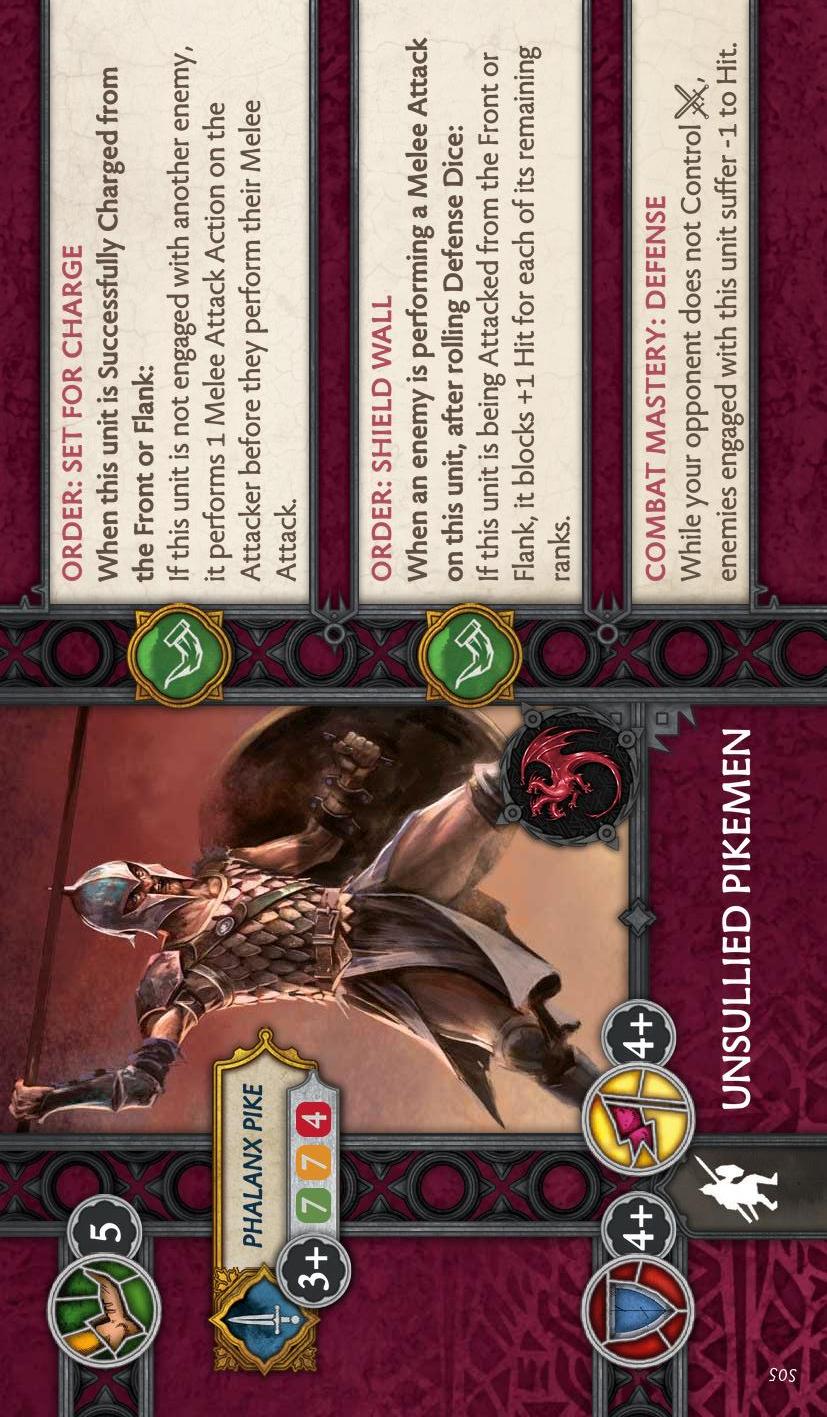 5
PHALANX PIKE
3+
7 7 4
4+
4+
UNSULLIED PIKEMEN
SOS
ORDER: SET FOR CHARGE
When this unit is Successfully Charged from
the Front or Flank:
If this unit is not engaged with another enemy,
it performs 1 Melee Attack Action on the
Attacker before they perform their Melee
Attack.
ORDER: SHIELD WALL
When an enemy is performing a Melee Attack
on this unit, after rolling Defense Dice:
If this unit is being Attacked from the Front or
Flank, it blocks +1 Hit for each of its remaining
ranks.
COMBAT MASTERY: DEFENSE
While your opponent does not Control ,
enemies engaged with this unit suffer -1 to Hit.